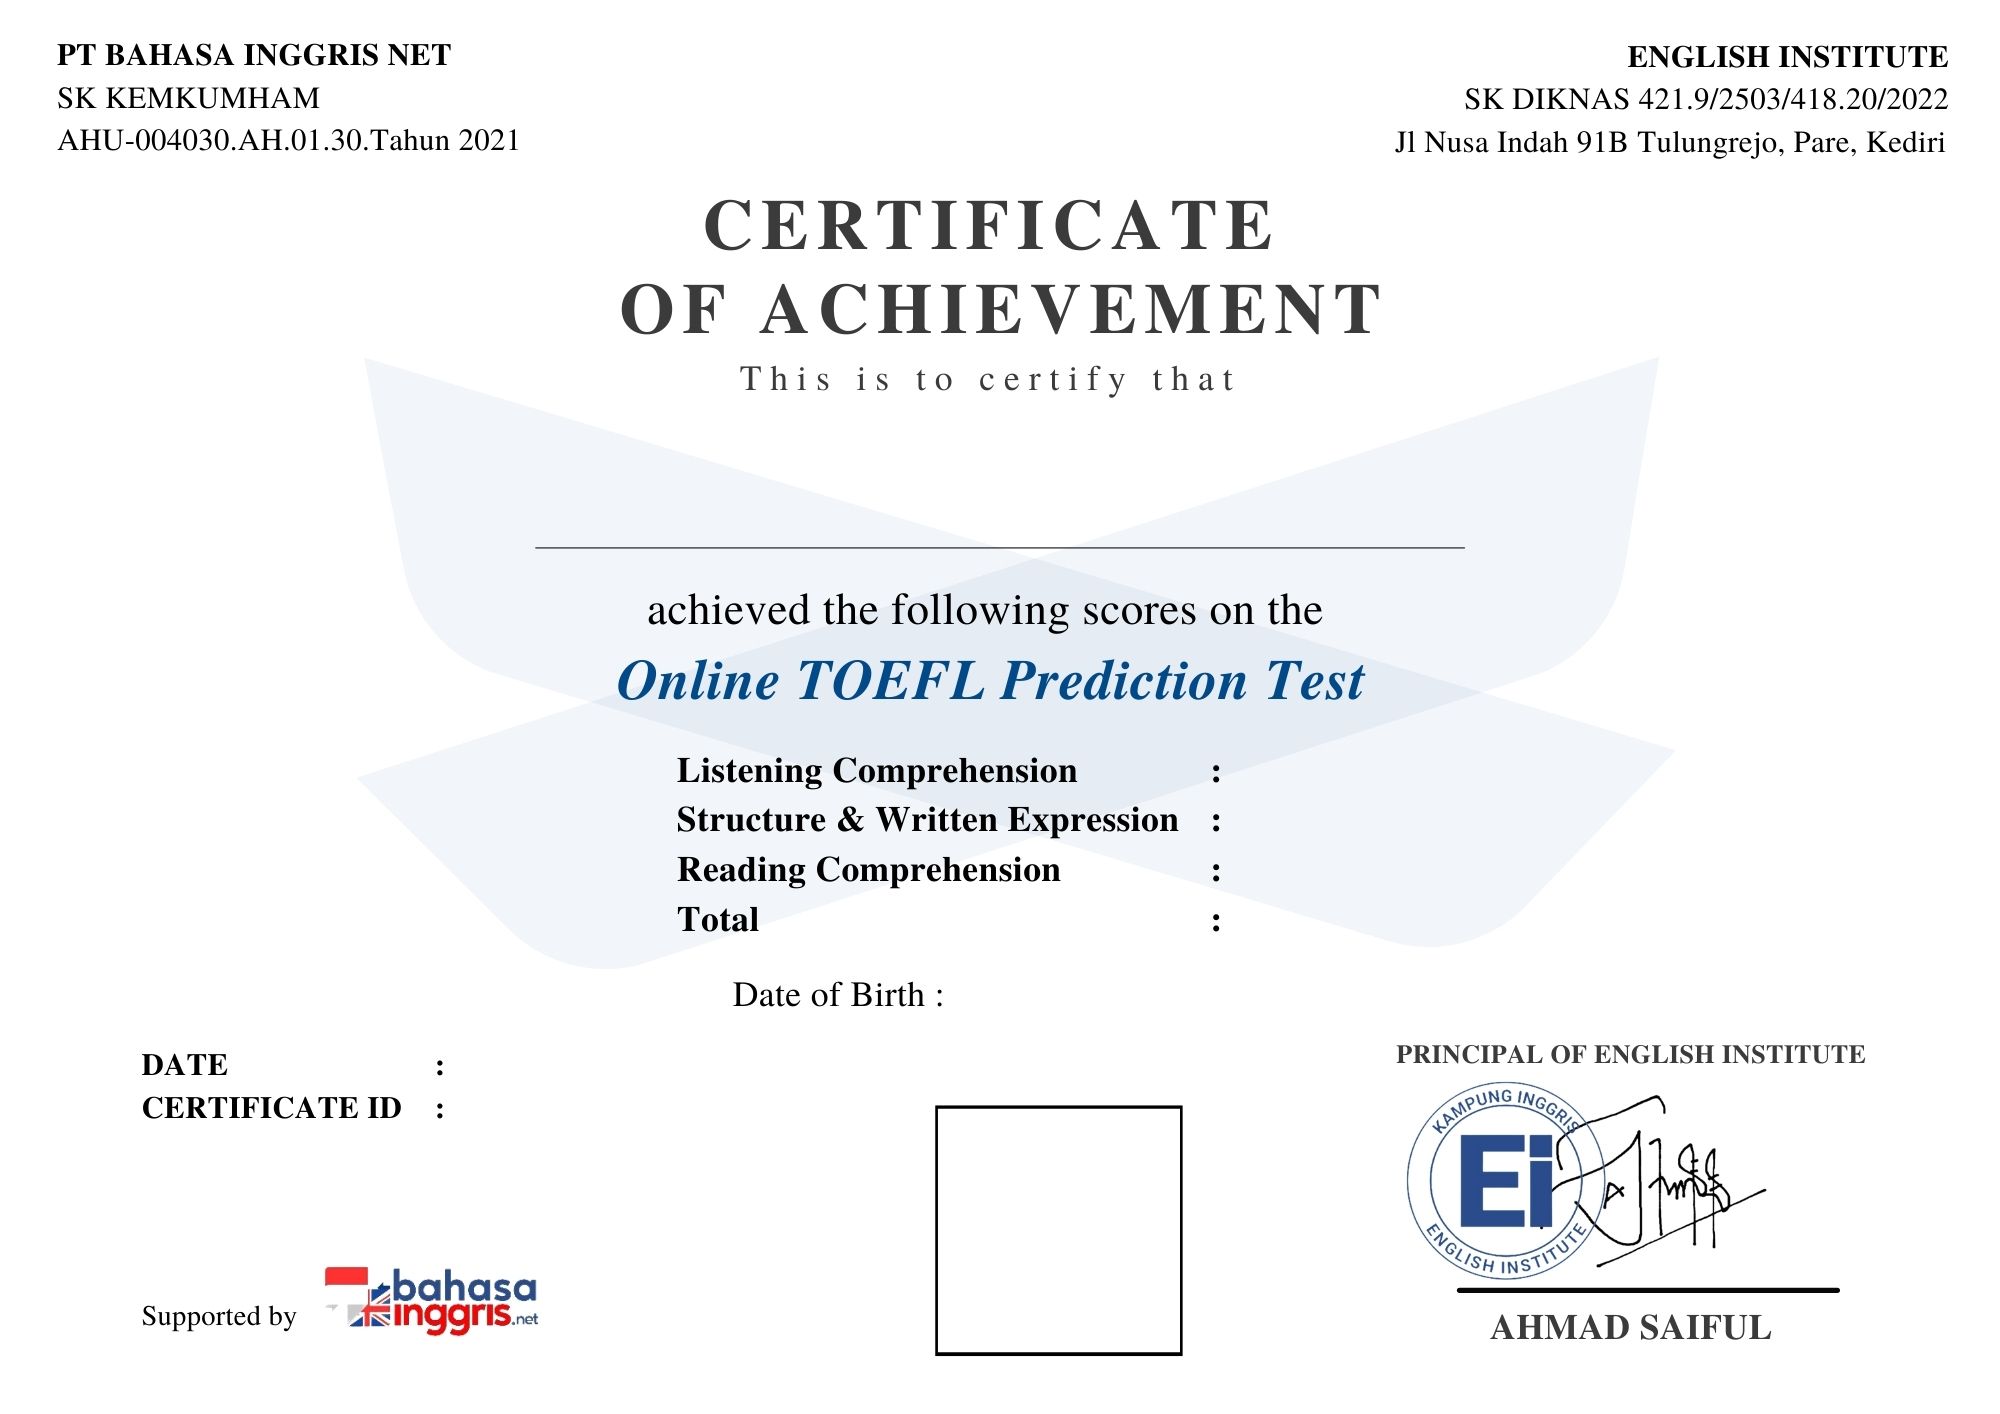 PT BAHASA INGGRIS NET
SK KEMKUMHAM
AHU-004030.AH.01.30.Tahun 2021
ENGLISH INSTITUTE
SK DIKNAS 421.9/2503/418.20/2022
Jl Nusa Indah 91B Tulungrejo, Pare, Kediri
CERTIFICATE
OF ACHIEVEMENT
This is to certify that
achieved the following scores on the
Online TOEFL Prediction Test
Listening Comprehension :
Structure & Written Expression :
Reading Comprehension :
Total :
Date of Birth :
DATE :
CERTIFICATE ID :
Supported by
bahasa
inggris.net
PRINCIPAL OF ENGLISH INSTITUTE
KAMPUNG INGGRIS
Ei
ENGLISH INSTITUTE
AHMAD SAIFUL